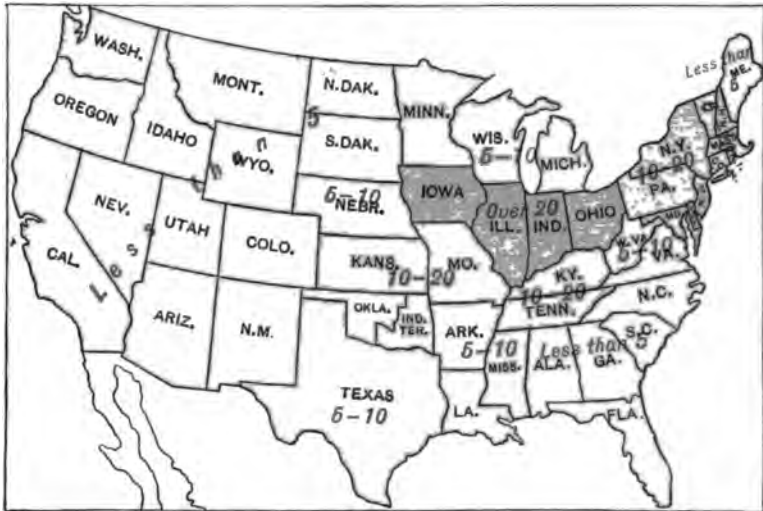 WASH.
MONT.
N.DAK.
MINN.
OREGON
IDAHO
WYO.
S.DAK.
WIS.
5–10
MICH.
Less than
ME.
5
N.Y.
10–20
PA.
NEV.
UTAH
COLO.
5–10
NEBR.
IOWA
Over 20
ILL.
IND.
OHIO
W.VA.
5–10
VA.
CAL.
Less than 5
KANS.
10–20
MO.
KY.
10–20
TENN.
N.C.
ARIZ.
N.M.
OKLA.
IND.
TER.
ARK.
5–10
MISS.
Less than 5
ALA.
GA.
S.C.
TEXAS
5–10
LA.
FLA.